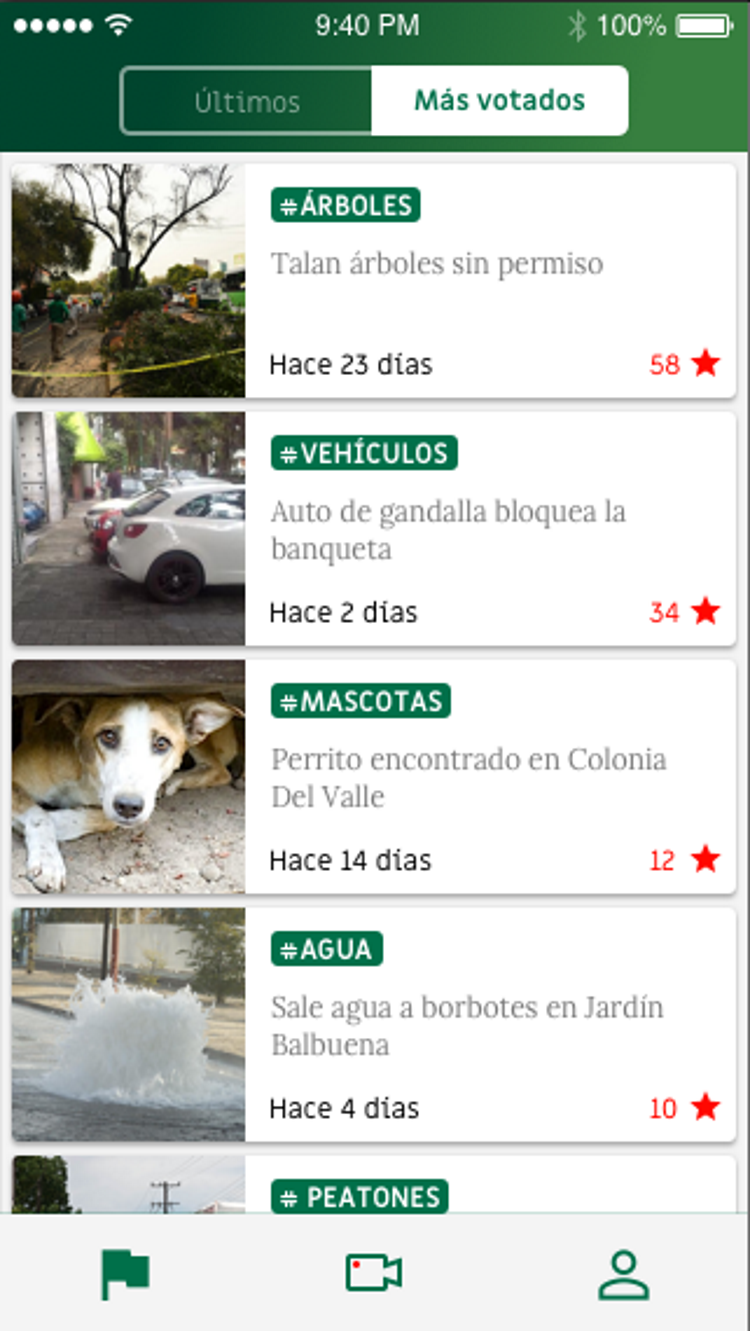 9:40 PM 100%
Últimos Más votados
#ÁRBOLES
Talan árboles sin permiso
Hace 23 días 58
#VEHÍCULOS
Auto de gandalla bloquea la
banqueta
Hace 2 días 34
#MASCOTAS
Perrito encontrado en Colonia
Del Valle
Hace 14 días 12
#AGUA
Sale agua a borbotes en Jardín
Balbuena
Hace 4 días 10
# PEATONES